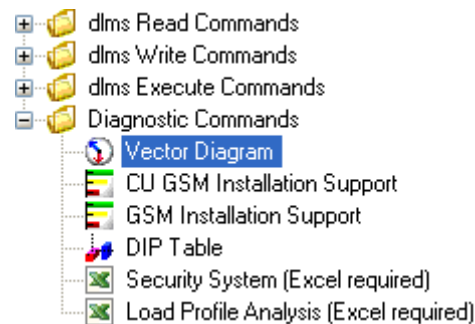 dlms Read Commands
dlms Write Commands
dlms Execute Commands
Diagnostic Commands
Vector Diagram
CU GSM Installation Support
GSM Installation Support
DIP Table
Security System (Excel required)
Load Profile Analysis (Excel required)